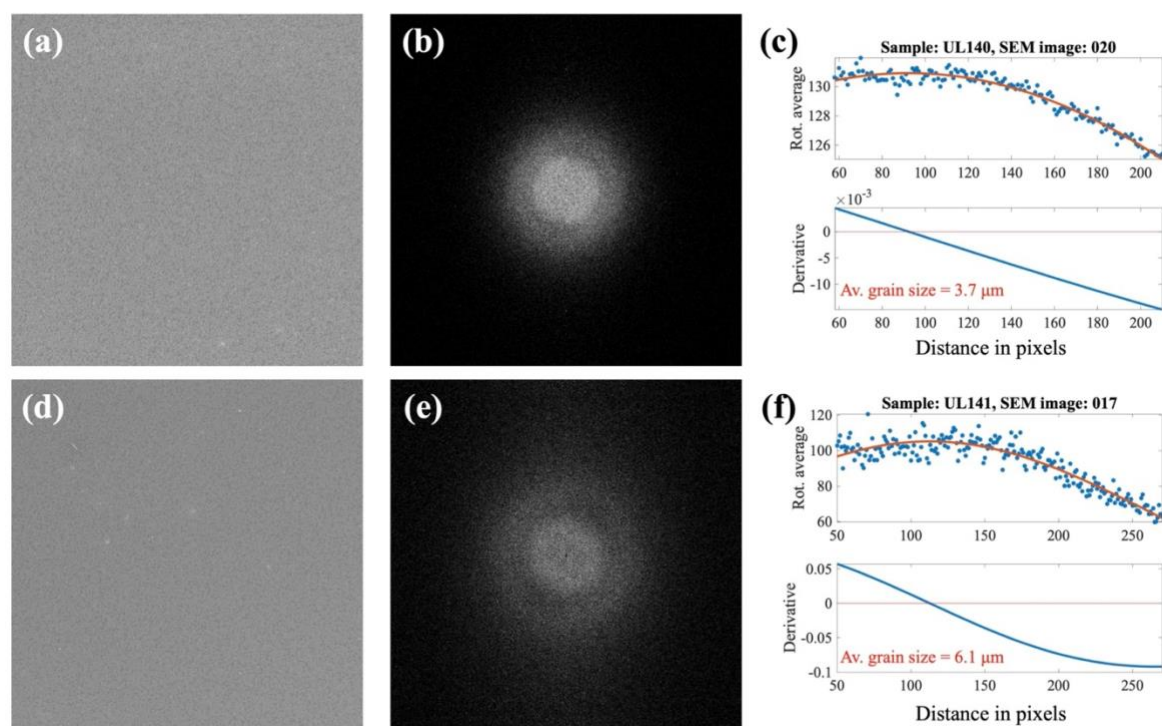 (a)
(b)
(c)
Sample: UL140, SEM image: 020
Rot. average
130
128
126
60 80 100 120 140 160 180 200
×10⁻³
Derivative
0
-5
-10
Av. grain size = 3.7 μm
60 80 100 120 140 160 180 200
Distance in pixels
(d)
(e)
(f)
Sample: UL141, SEM image: 017
Rot. average
120
100
80
60
50 100 150 200 250
Derivative
0.05
0
-0.05
-0.1
Av. grain size = 6.1 μm
50 100 150 200 250
Distance in pixels